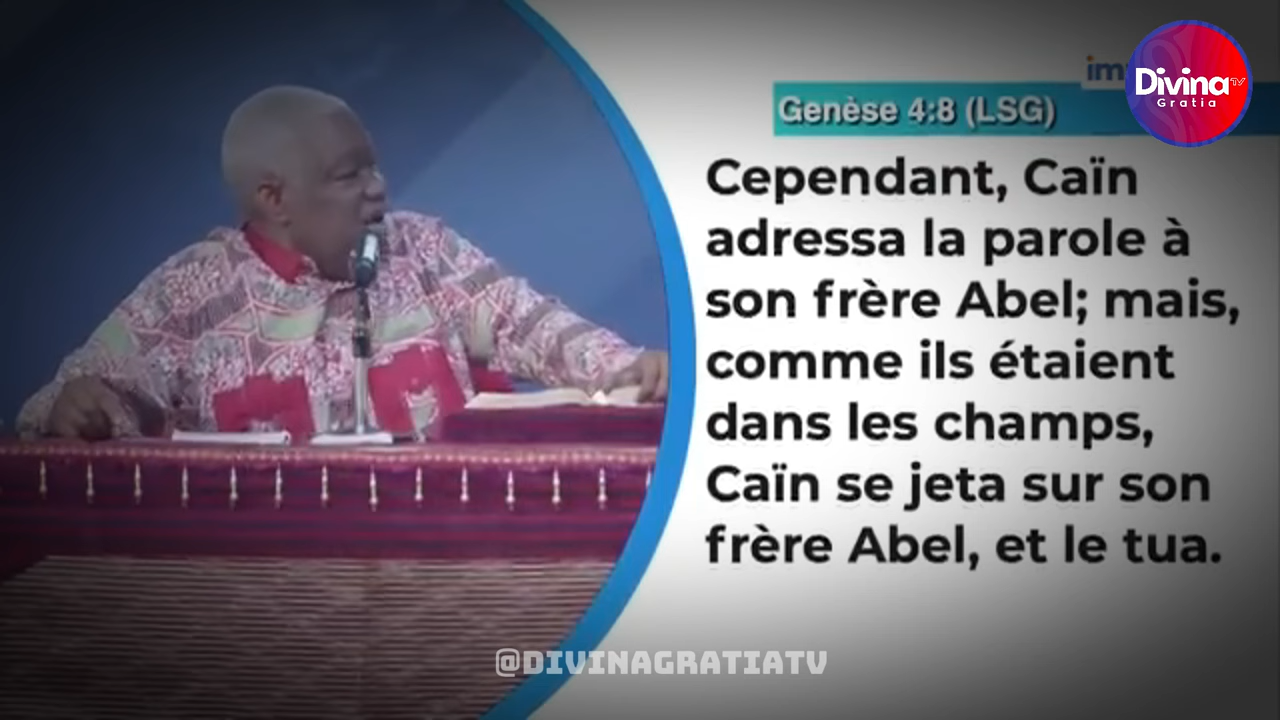 Divina TV
Gratia
Genèse 4:8 (LSG)
Cependant, Caïn
adressa la parole à
son frère Abel; mais,
comme ils étaient
dans les champs,
Caïn se jeta sur son
frère Abel, et le tua.
@DIVINAGRATIATV